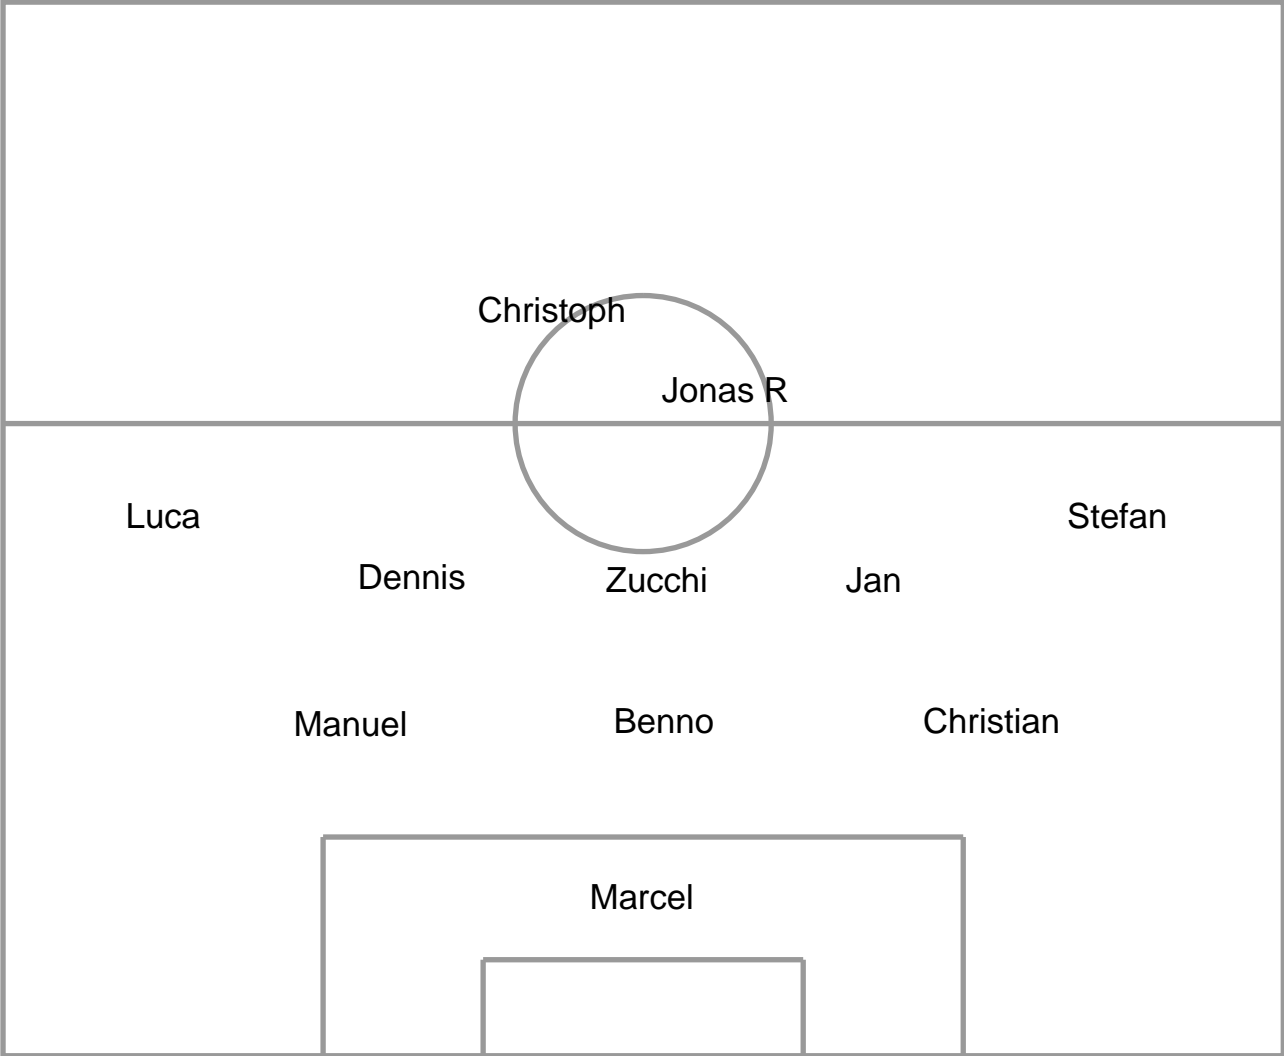 Christoph
Jonas R
Luca
Stefan
Dennis
Zucchi
Jan
Manuel
Benno
Christian
Marcel